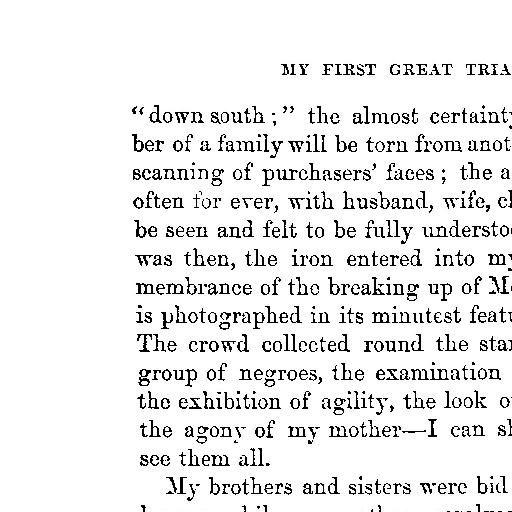 MY FIRST GREAT TRIA
"down south;" the almost certainty
ber of a family will be torn from anot
scanning of purchasers' faces; the a
often for ever, with husband, wife, cl
be seen and felt to be fully understo
was then, the iron entered into my
membrance of the breaking up of M
is photographed in its minutest feat
The crowd collected round the sta
group of negroes, the examination
the exhibition of agility, the look o
the agony of my mother—I can sh
see them all.
My brothers and sisters were bid